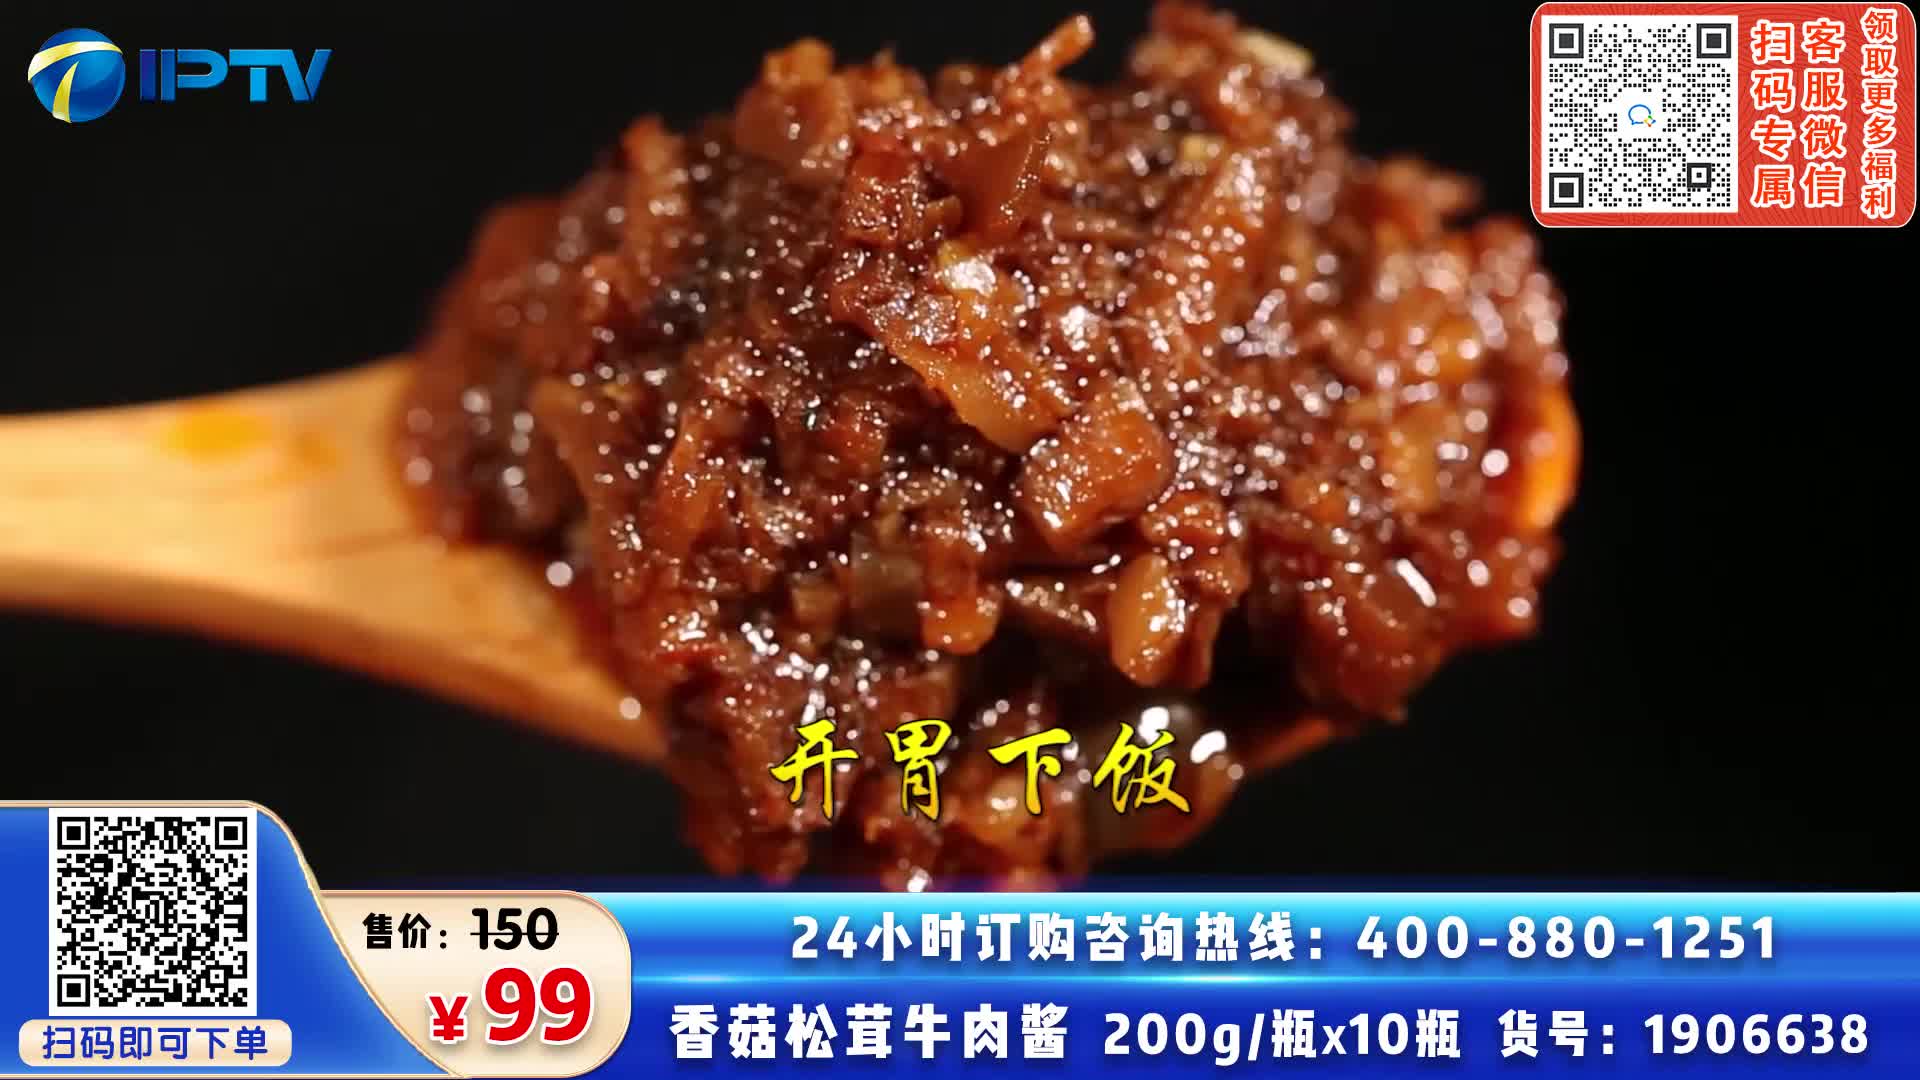 IPTV
扫码专属
客服微信
领取更多福利
开胃下饭
售价：150
¥99
扫码即可下单
24小时订购咨询热线：400-880-1251
香菇松茸牛肉酱 200g/瓶x10瓶 货号：1906638